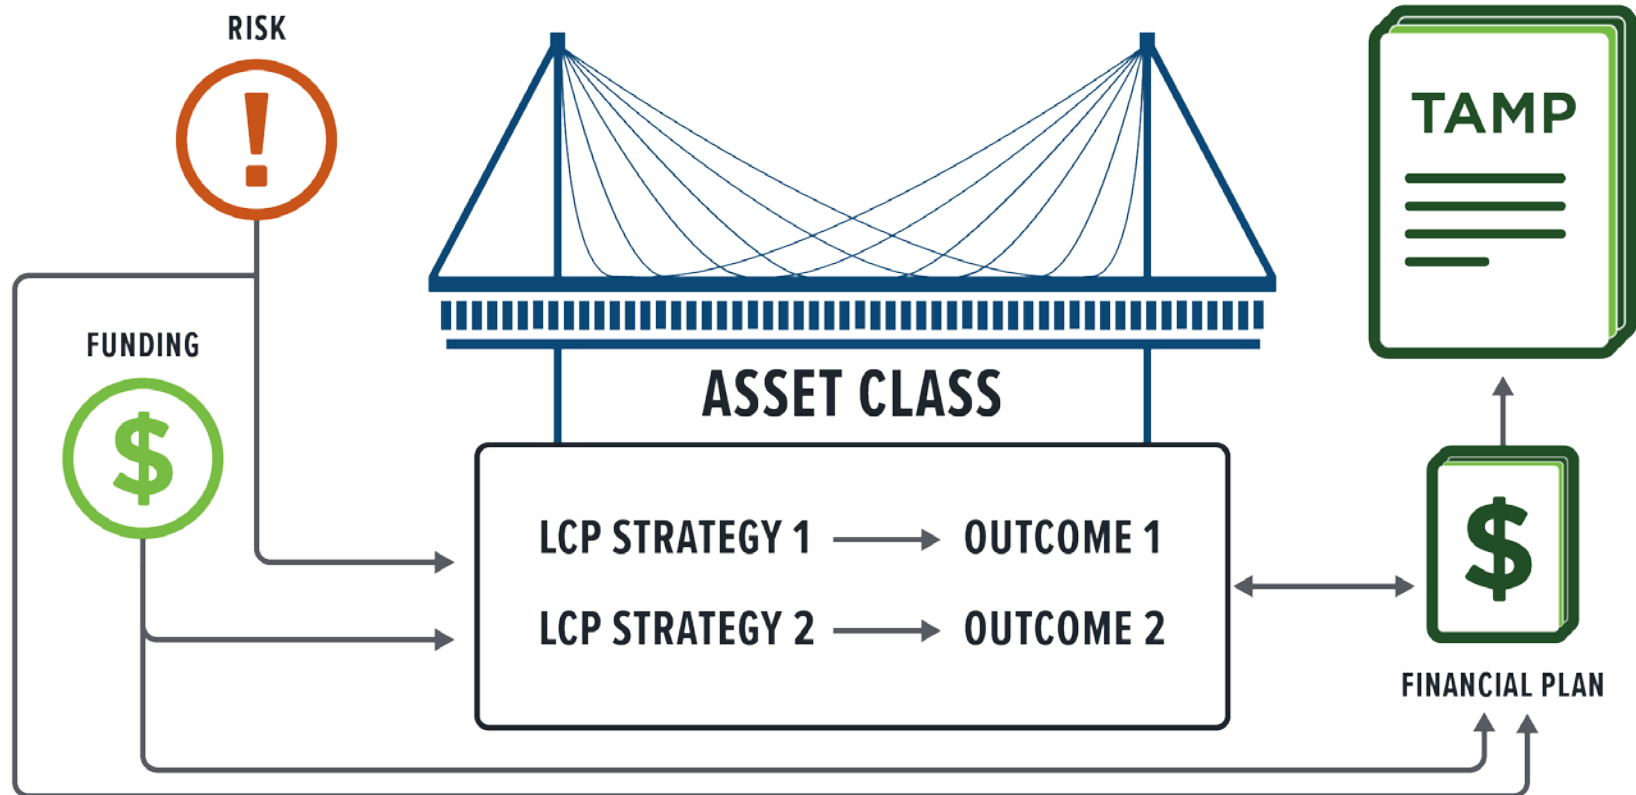 RISK
!
TAMP
FUNDING
$
ASSET CLASS
LCP STRATEGY 1 OUTCOME 1
LCP STRATEGY 2 OUTCOME 2
$
FINANCIAL PLAN